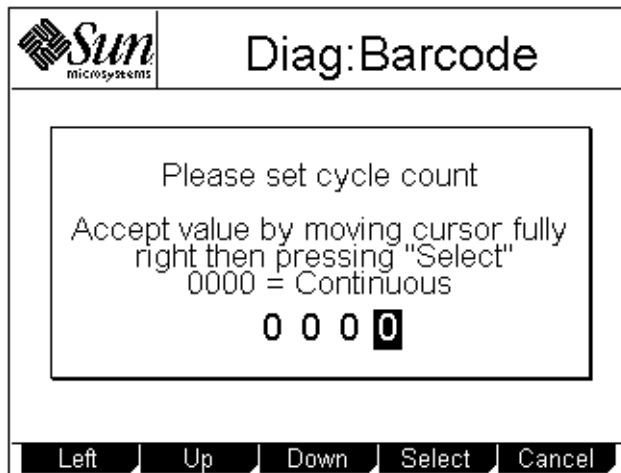 Sun
microsystems
Diag:Barcode
Please set cycle count
Accept value by moving cursor fully
right then pressing "Select"
0000 = Continuous
0 0 0 0
Left Up Down Select Cancel